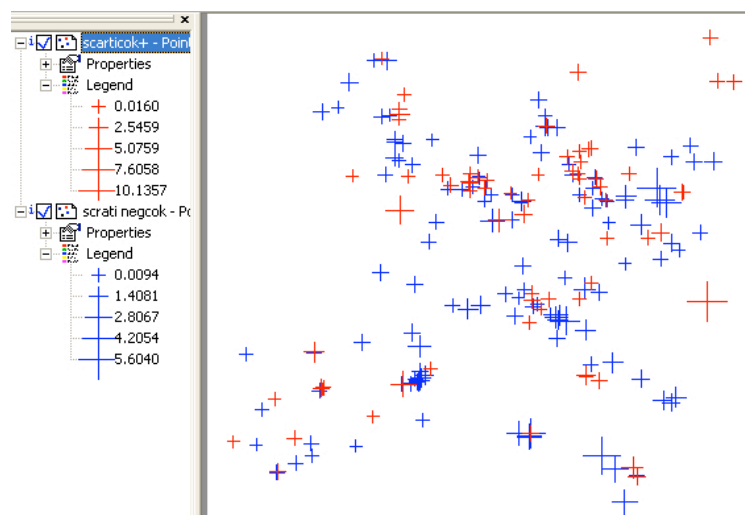 scarticok+ - Point
Properties
Legend
0.0160
2.5459
5.0759
7.6058
10.1357
scrati negcok - Po
Properties
Legend
0.0094
1.4081
2.8067
4.2054
5.6040